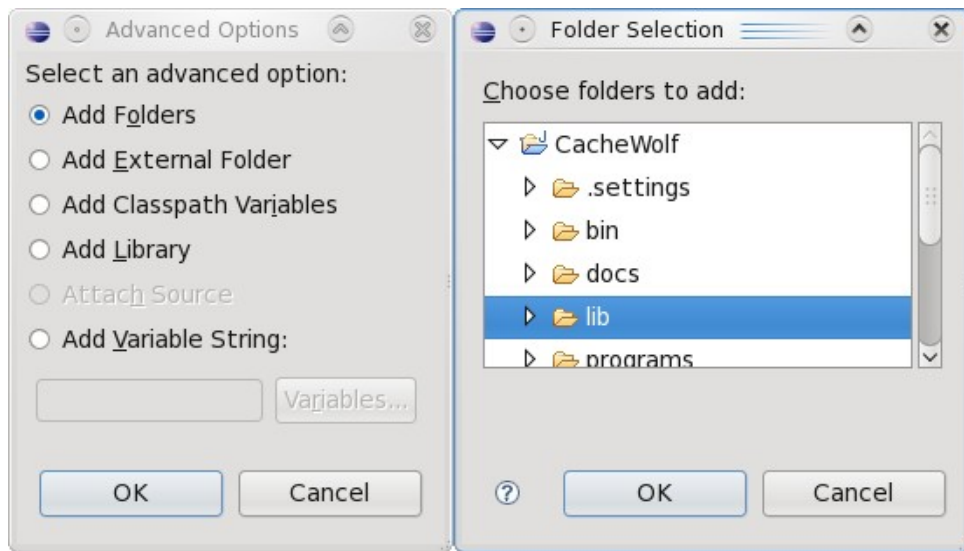 Advanced Options
Select an advanced option:
Add Folders
Add External Folder
Add Classpath Variables
Add Library
Attach Source
Add Variable String:
Variables...
OK
Cancel
Folder Selection
Choose folders to add:
CacheWolf
.settings
bin
docs
lib
programs
?
OK
Cancel